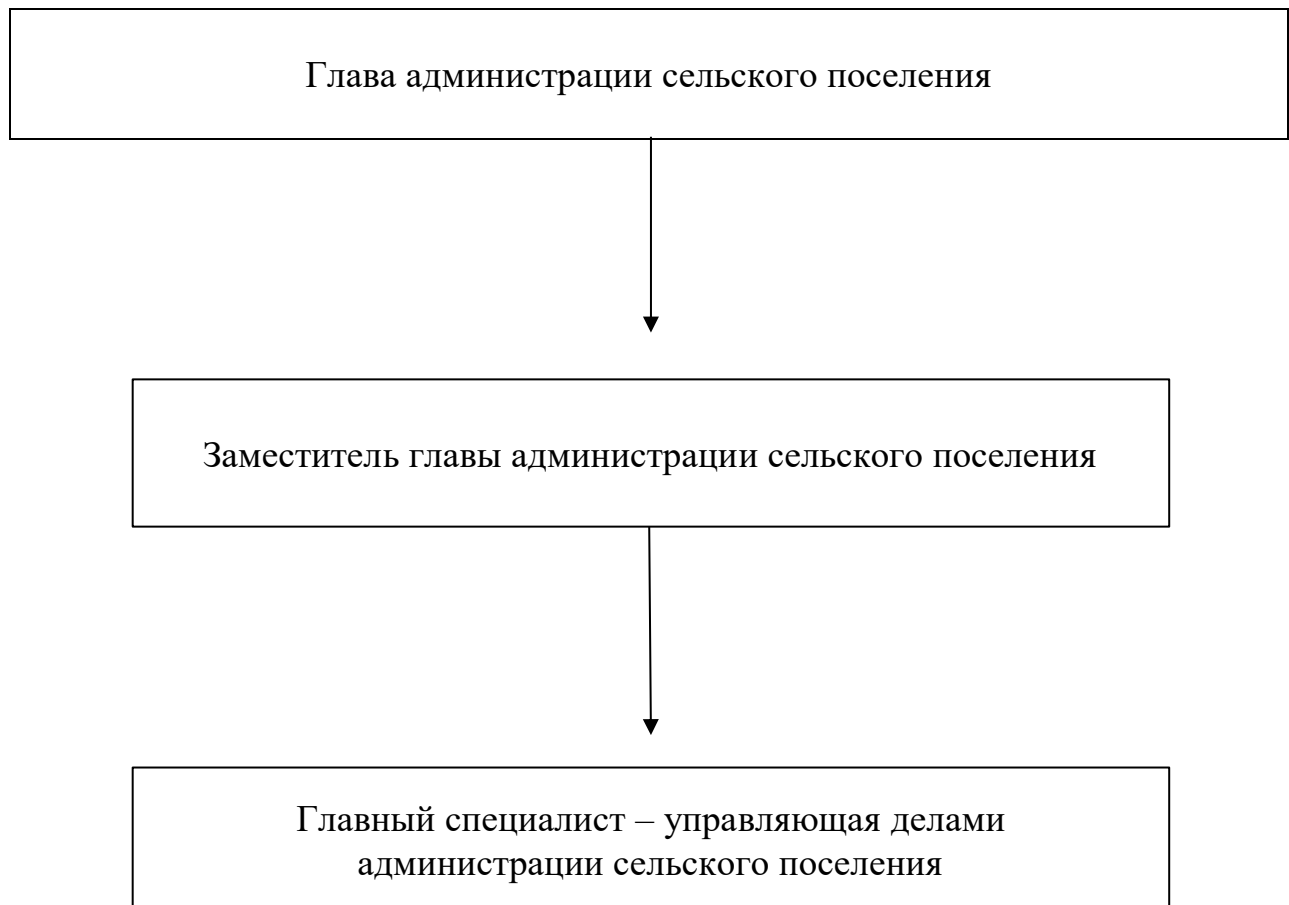 Глава администрации сельского поселения
Заместитель главы администрации сельского поселения
Главный специалист – управляющая делами
администрации сельского поселения